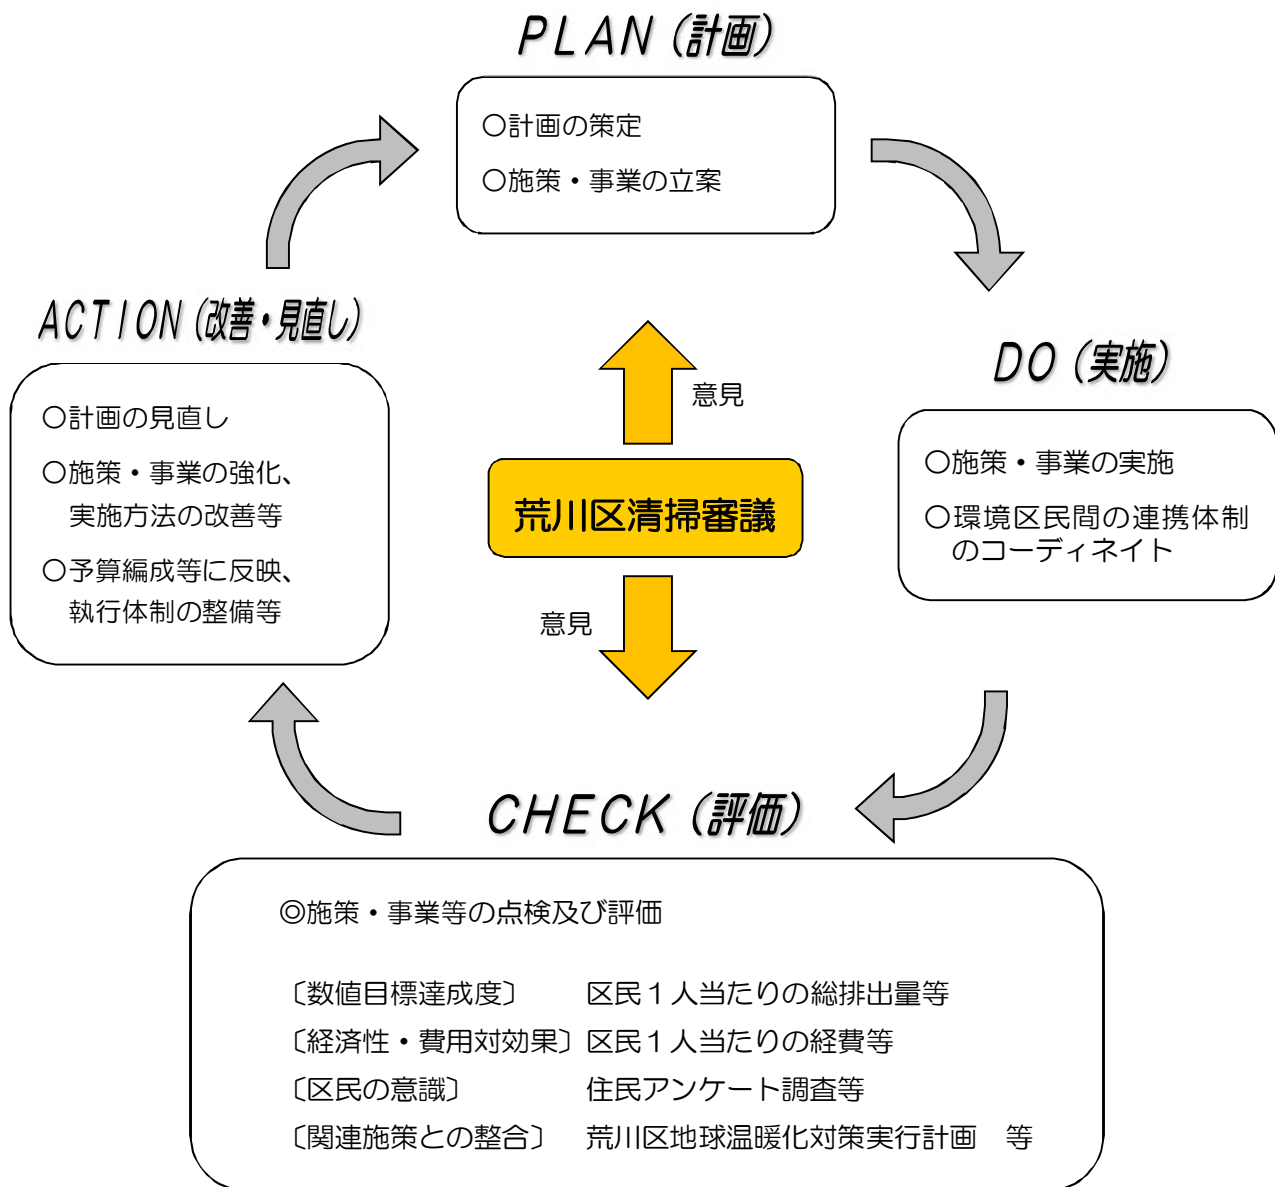 PLAN（計画）
○計画の策定
○施策・事業の立案
ACTION（改善・見直し）
○計画の見直し
○施策・事業の強化、
実施方法の改善等
○予算編成等に反映、
執行体制の整備等
意見
荒川区清掃審議
意見
DO（実施）
○施策・事業の実施
○環境区民間の連携体制
のコーディネイト
CHECK（評価）
◎施策・事業等の点検及び評価
〔数値目標達成度〕 区民１人当たりの総排出量等
〔経済性・費用対効果〕区民１人当たりの経費等
〔区民の意識〕 住民アンケート調査等
〔関連施策との整合〕 荒川区地球温暖化対策実行計画　等